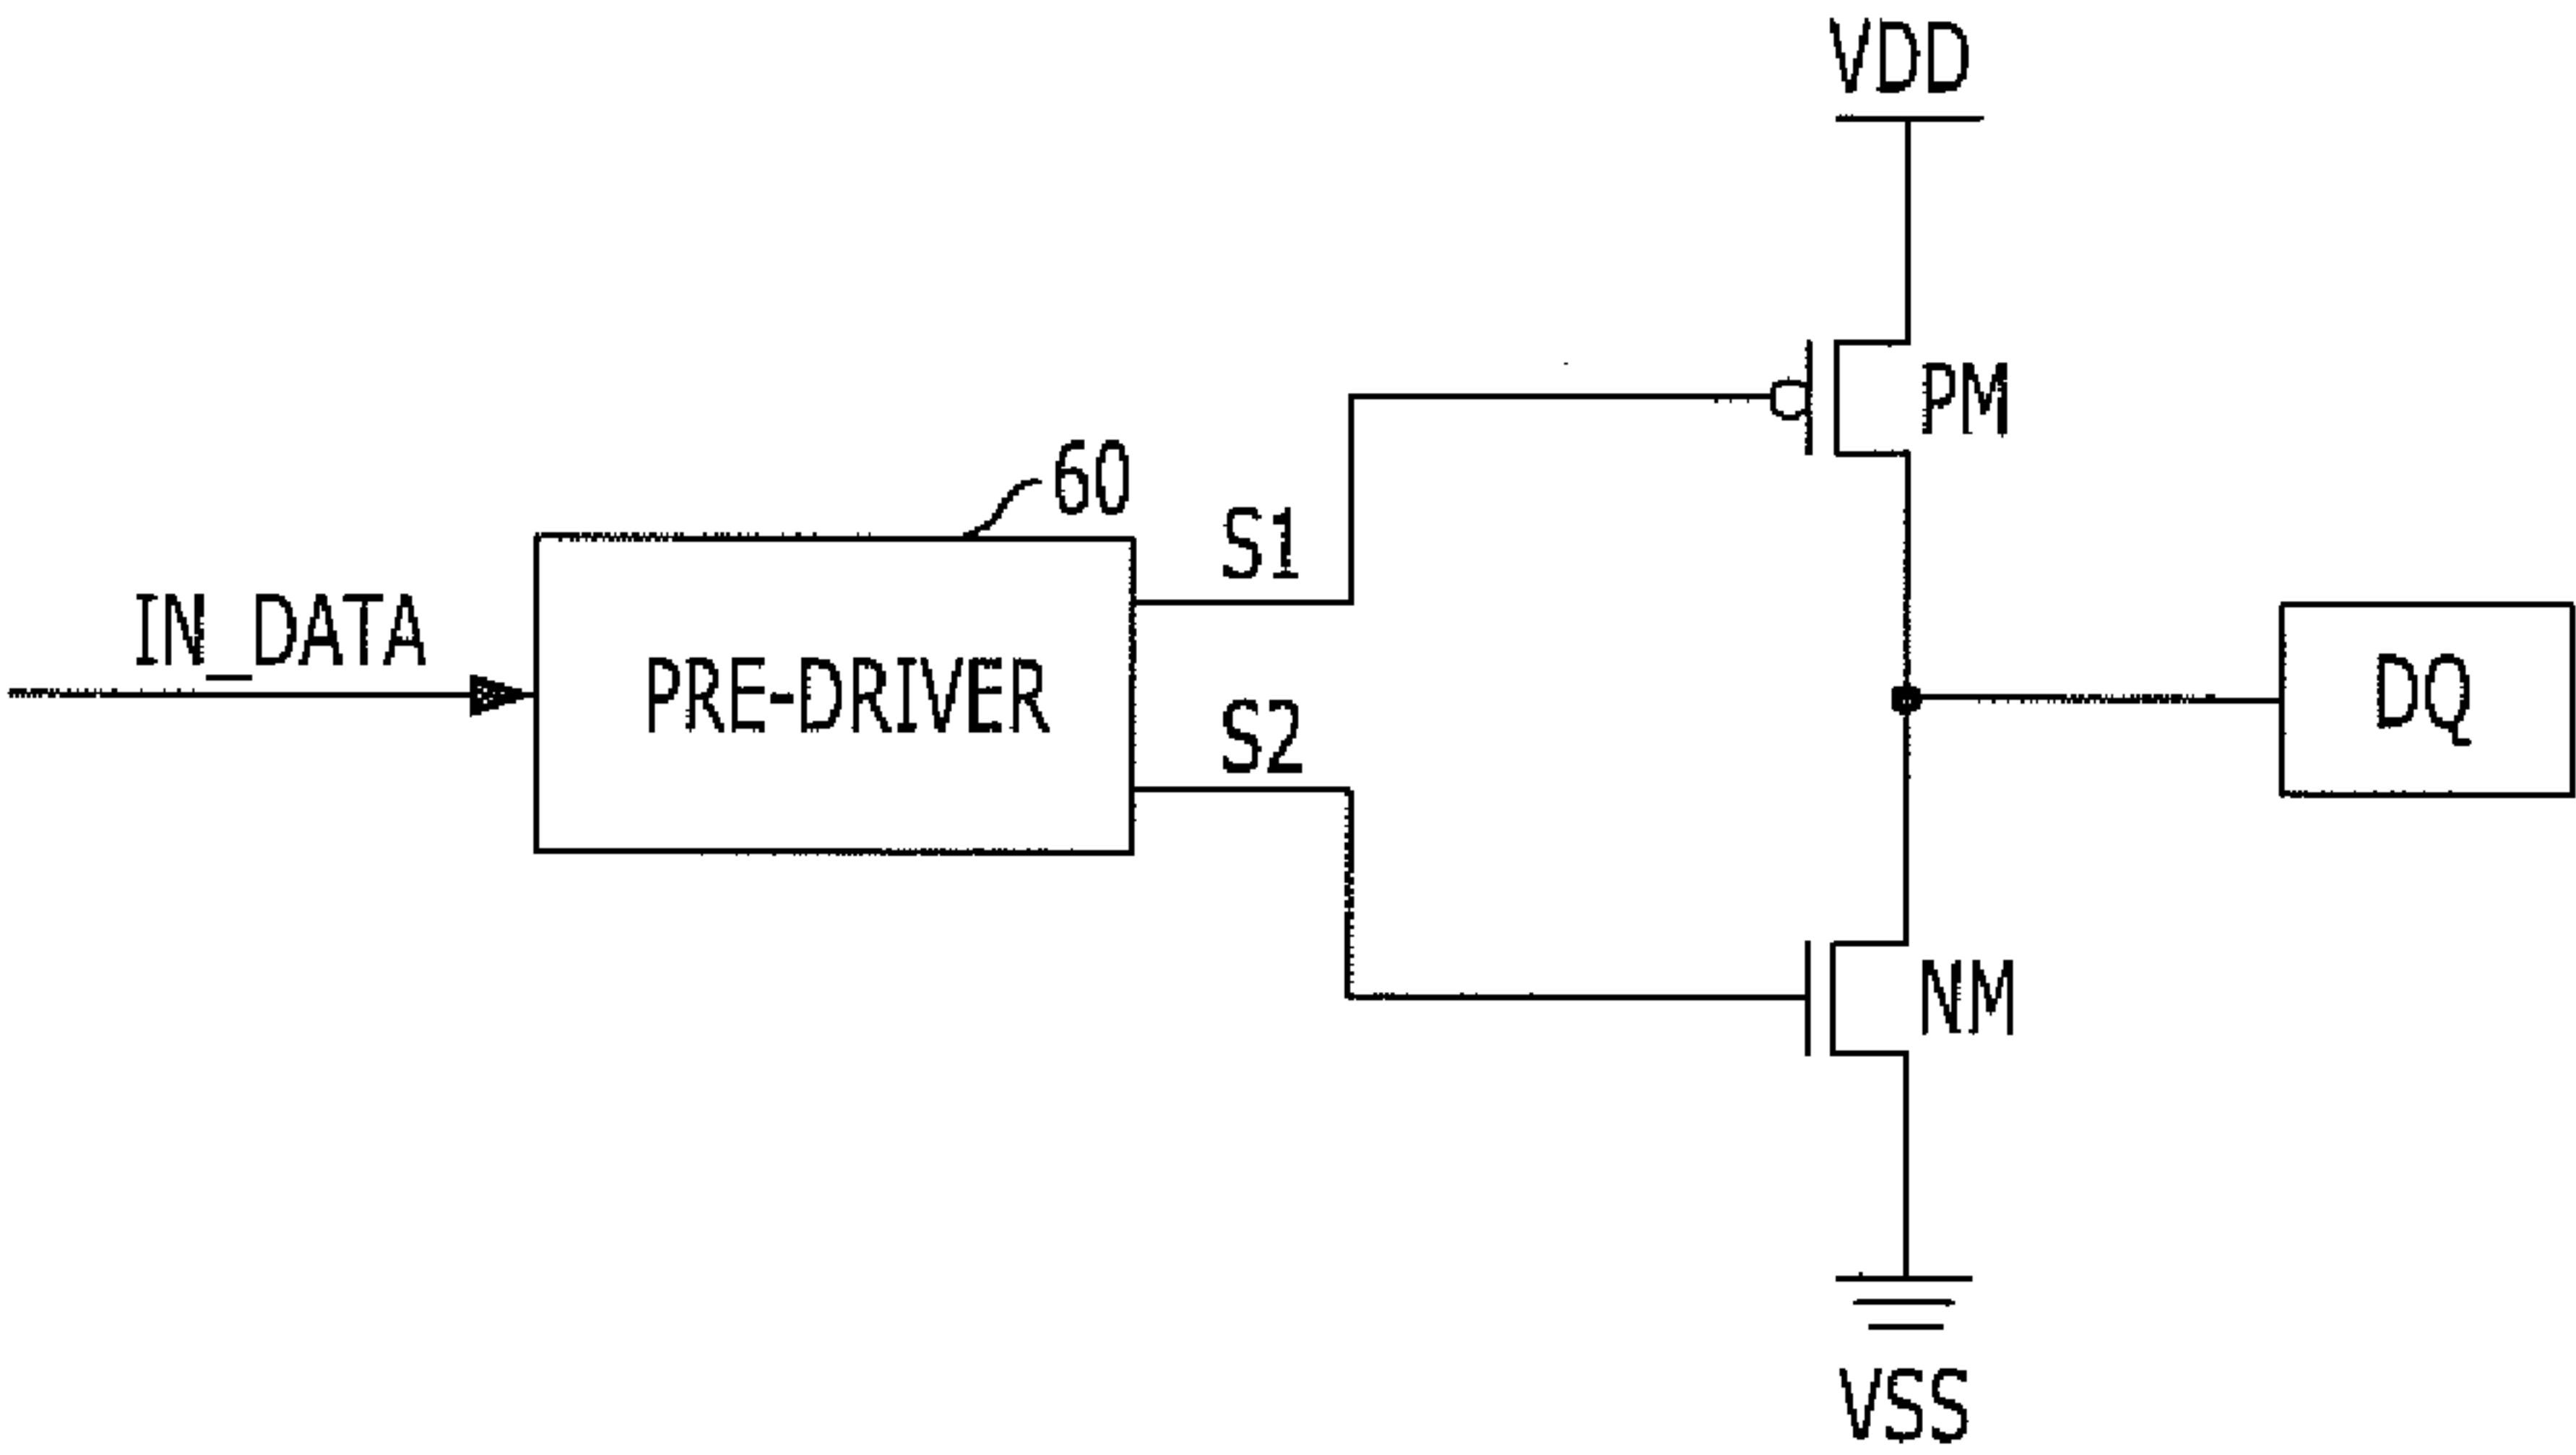 VDD
PM
60
S1
IN_DATA
PRE-DRIVER
DQ
S2
NM
VSS